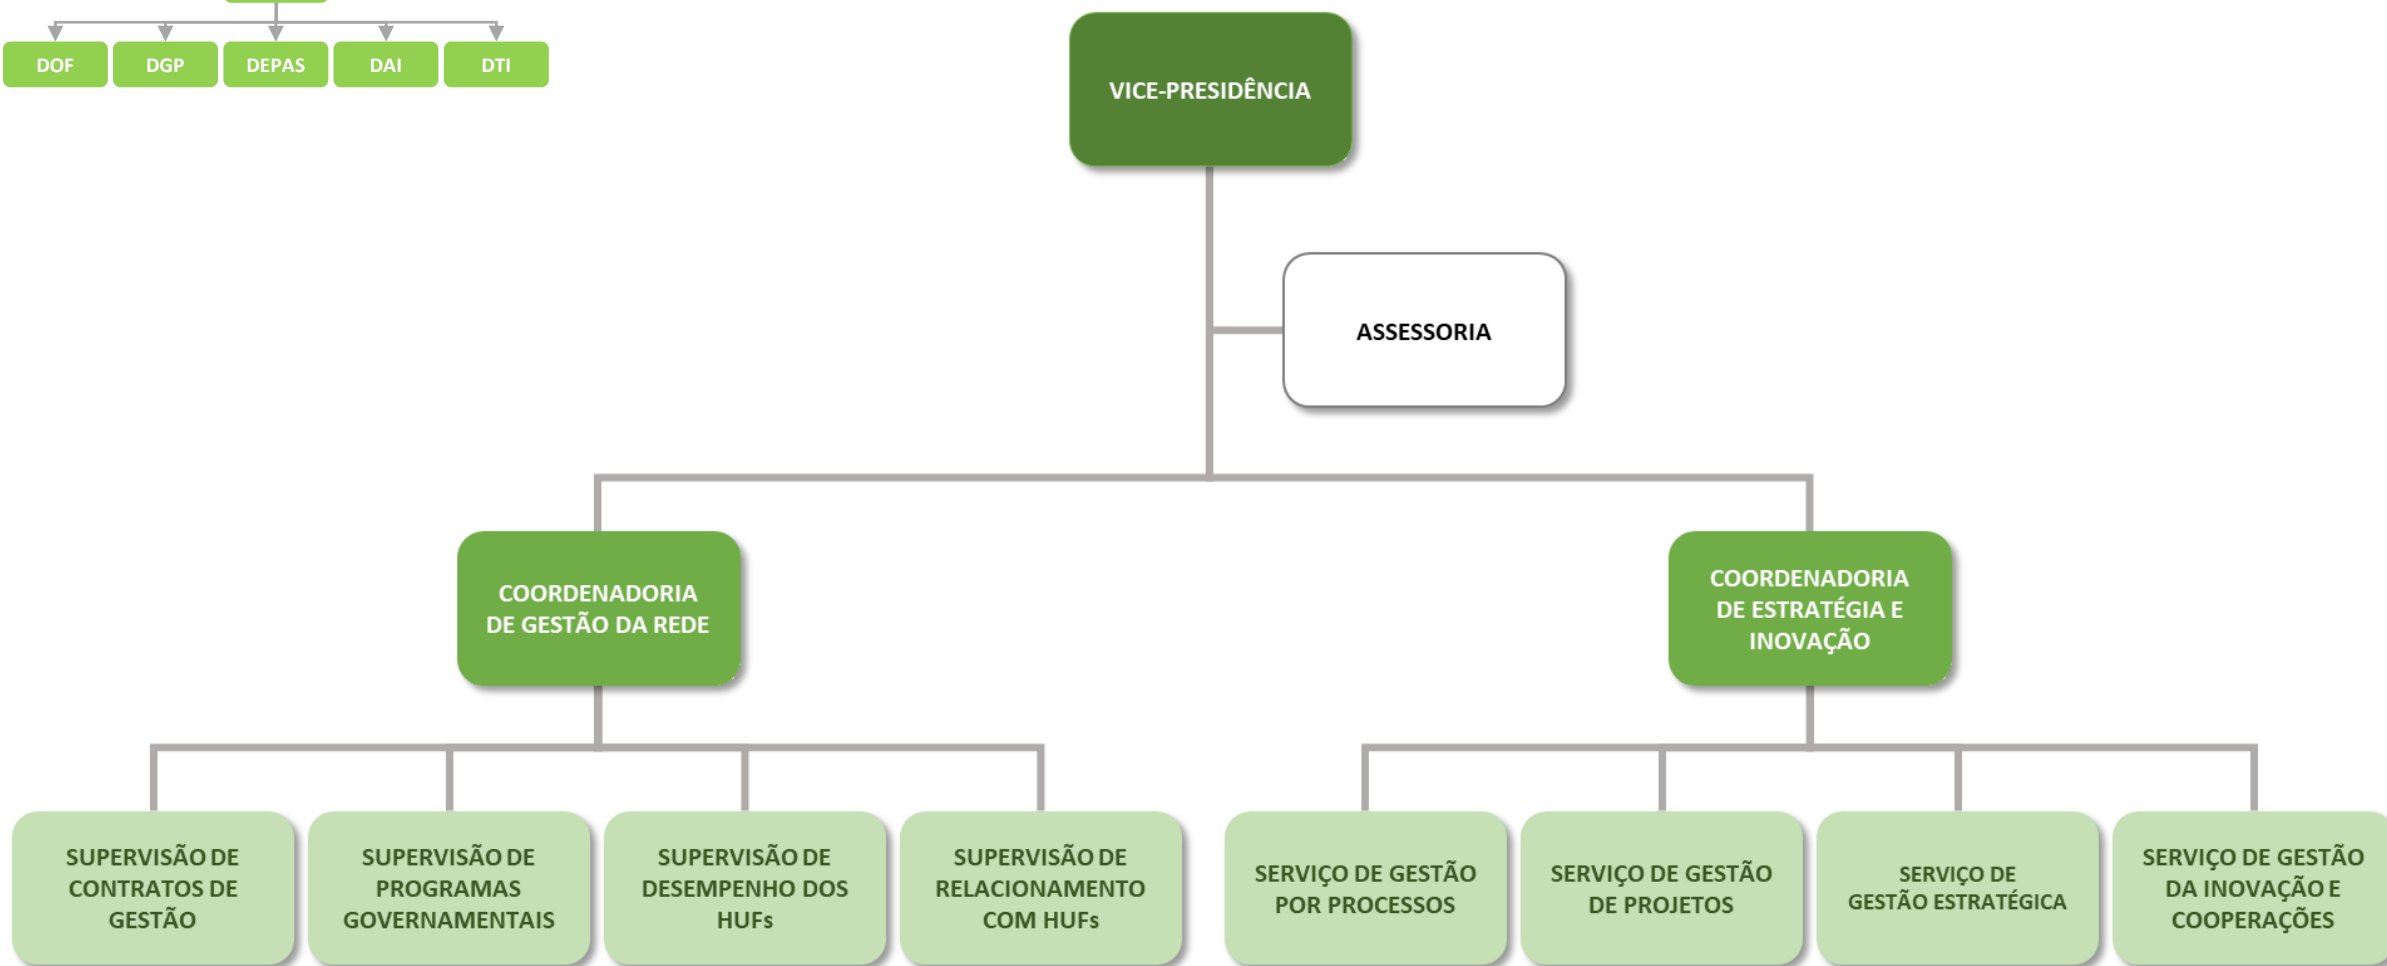 DOF
DGP
DEPAS
DAI
DTI
VICE-PRESIDÊNCIA
ASSESSORIA
COORDENADORIA
DE GESTÃO DA REDE
COORDENADORIA
DE ESTRATÉGIA E
INOVAÇÃO
SUPERVISÃO DE
CONTRATOS DE
GESTÃO
SUPERVISÃO DE
PROGRAMAS
GOVERNAMENTAIS
SUPERVISÃO DE
DESEMPENHO DOS
HUFs
SUPERVISÃO DE
RELACIONAMENTO
COM HUFs
SERVIÇO DE GESTÃO
POR PROCESSOS
SERVIÇO DE GESTÃO
DE PROJETOS
SERVIÇO DE
GESTÃO ESTRATÉGICA
SERVIÇO DE GESTÃO
DA INOVAÇÃO E
COOPERAÇÕES